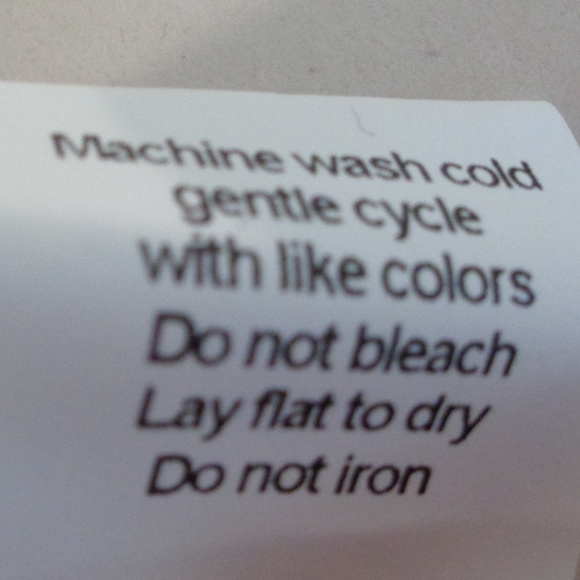 Machine wash cold
gentle cycle
with like colors
Do not bleach
Lay flat to dry
Do not iron